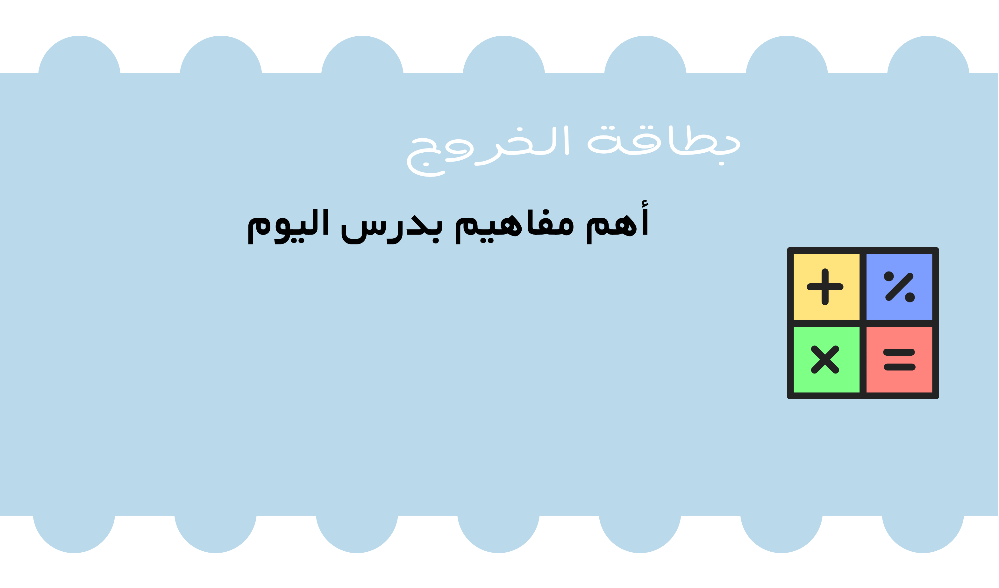 بطاقة الخروج
أهم مفاهيم بدرس اليوم
+ %
× =